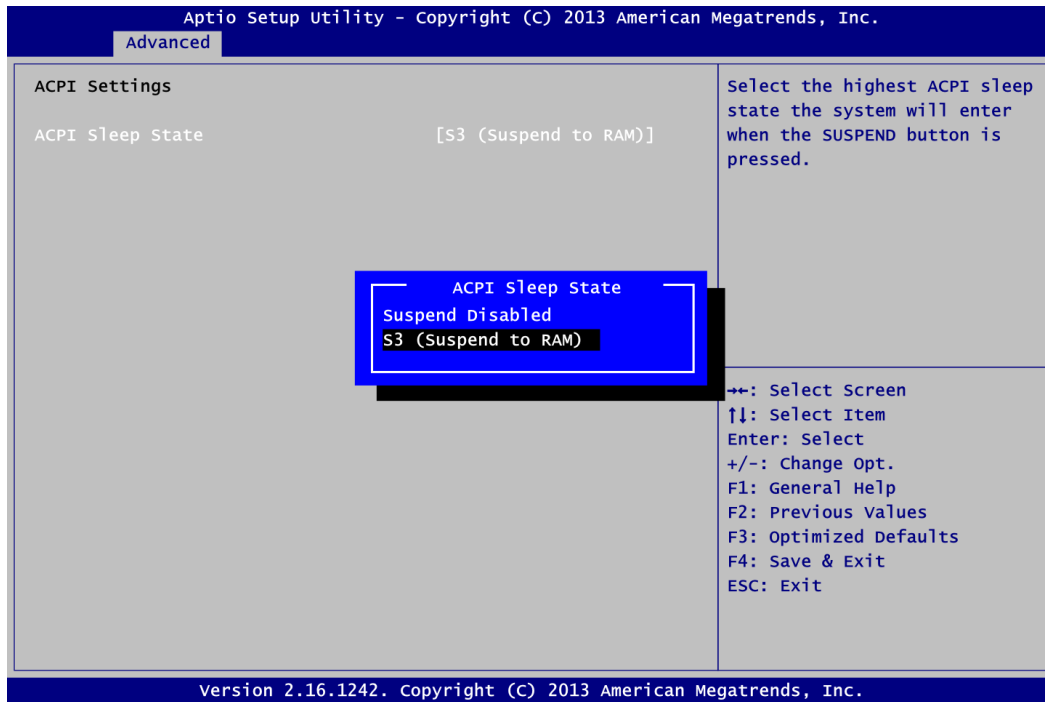 Aptio Setup Utility – Copyright (C) 2013 American Megatrends, Inc.
Advanced
ACPI Settings
ACPI Sleep State [S3 (Suspend to RAM)]
Select the highest ACPI sleep
state the system will enter
when the SUSPEND button is
pressed.
ACPI Sleep State
Suspend Disabled
S3 (Suspend to RAM)
→←: Select Screen
↑↓: Select Item
Enter: Select
+/-: Change Opt.
F1: General Help
F2: Previous Values
F3: Optimized Defaults
F4: Save & Exit
ESC: Exit
Version 2.16.1242. Copyright (C) 2013 American Megatrends, Inc.